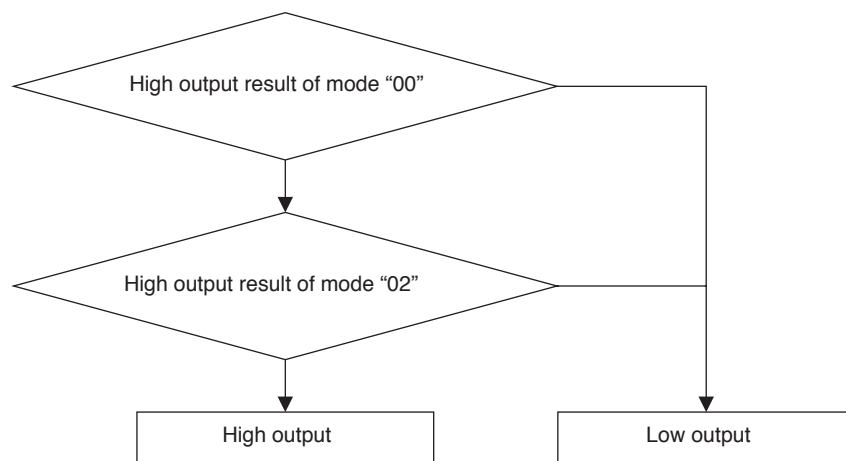 High output result of mode “00”
High output result of mode “02”
High output
Low output